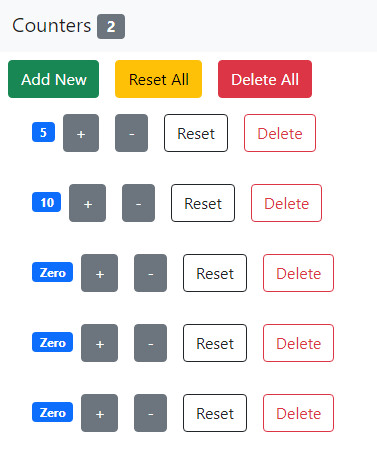 Counters 2
Add New Reset All Delete All
5 + - Reset Delete
10 + - Reset Delete
Zero + - Reset Delete
Zero + - Reset Delete
Zero + - Reset Delete